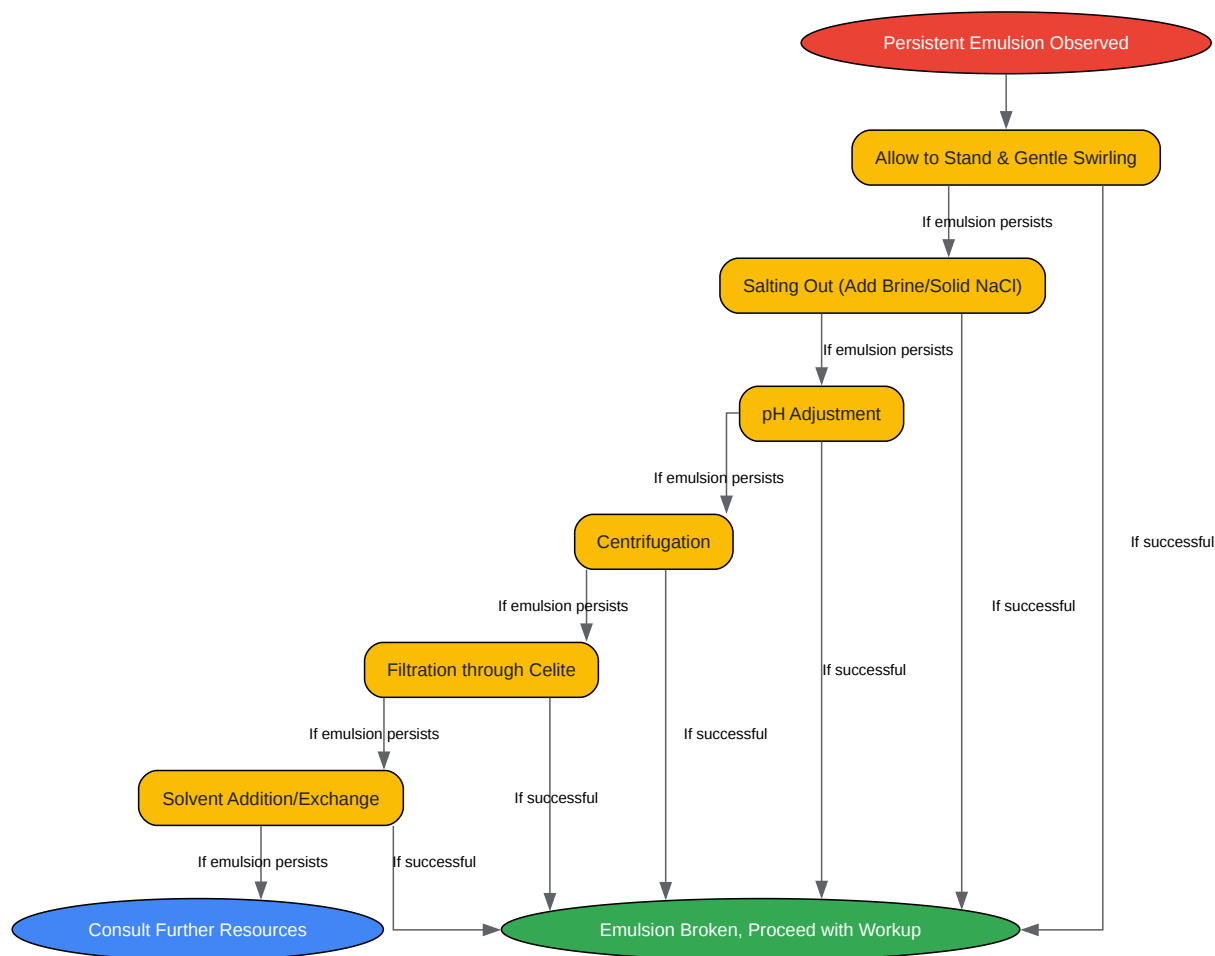 Persistent Emulsion Observed
Allow to Stand & Gentle Swirling
If emulsion persists
Salting Out (Add Brine/Solid NaCl)
If emulsion persists
pH Adjustment
If emulsion persists
Centrifugation
If successful
If emulsion persists
If successful
Filtration through Celite
If successful
If emulsion persists
If successful
Solvent Addition/Exchange
If successful
If emulsion persists
If successful
Consult Further Resources
Emulsion Broken, Proceed with Workup